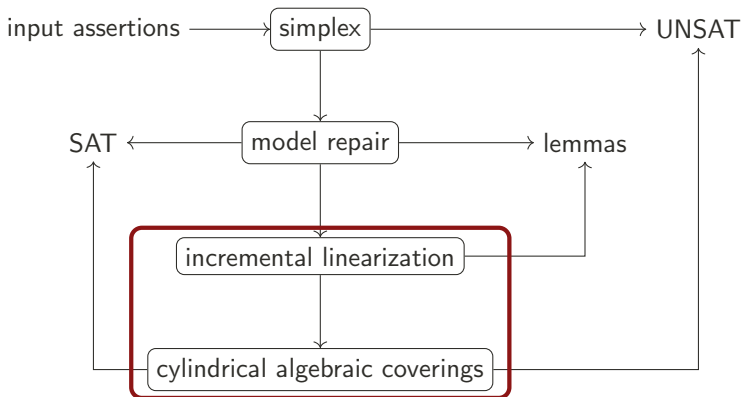 input assertions
simplex
UNSAT
SAT
model repair
lemmas
incremental linearization
cylindrical algebraic coverings